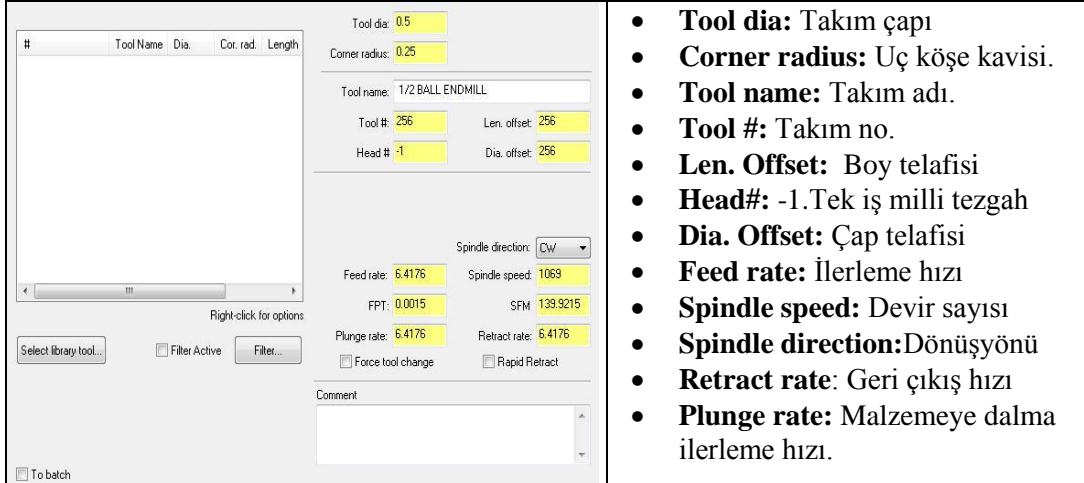 # Tool Name Dia. Cor. rad. Length
Right-click for options
Select library tool... Filter Active Filter...
To batch
Tool dia: 0.5
Corner radius: 0.25
Tool name: 1/2 BALL ENDMILL
Tool #: 256 Len. offset: 256
Head # -1 Dia. offset: 256
Spindle direction: CW
Feed rate: 6.4176 Spindle speed: 1069
FPT: 0.0015 SFM 139.9215
Plunge rate: 6.4176 Retract rate: 6.4176
Force tool change Rapid Retract
Comment
• Tool dia: Takım çapı
• Corner radius: Uç köşe kavisi.
• Tool name: Takım adı.
• Tool #: Takım no.
• Len. Offset: Boy telafisi
• Head#: -1.Tek iş milli tezgah
• Dia. Offset: Çap telafisi
• Feed rate: İlerleme hızı
• Spindle speed: Devir sayısı
• Spindle direction:Dönüşyönü
• Retract rate: Geri çıkış hızı
• Plunge rate: Malzemeye dalma
ilerleme hızı.